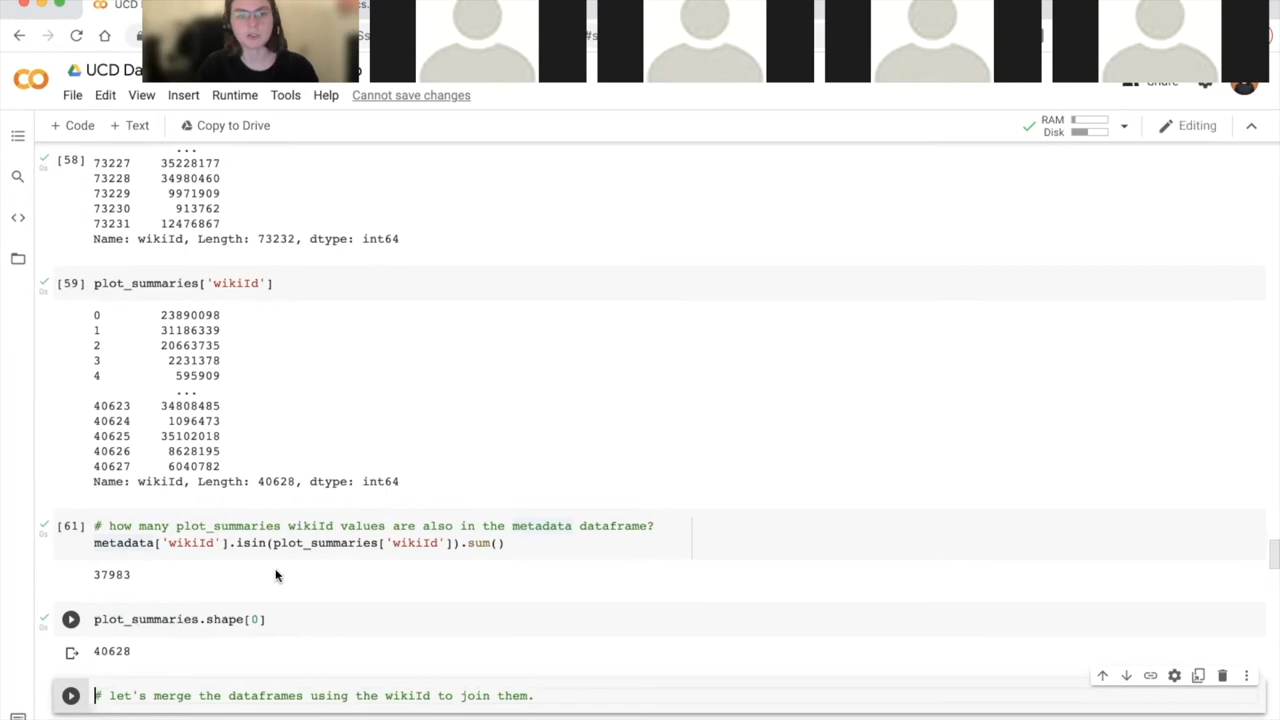 UCD Da
File Edit View Insert Runtime Tools Help Cannot save changes
+ Code + Text Copy to Drive
RAM
Disk
Editing
...
[58] 73227 35228177
73228 34980460
73229 9971909
73230 913762
73231 12476867
Name: wikiId, Length: 73232, dtype: int64
[59] plot_summaries['wikiId']
0 23890098
1 31186339
2 20663735
3 2231378
4 595909
...
40623 34808485
40624 1096473
40625 35102018
40626 8628195
40627 6040782
Name: wikiId, Length: 40628, dtype: int64
[61] # how many plot_summaries wikiId values are also in the metadata dataframe?
metadata['wikiId'].isin(plot_summaries['wikiId']).sum()
37983
plot_summaries.shape[0]
40628
# let's merge the dataframes using the wikiId to join them.